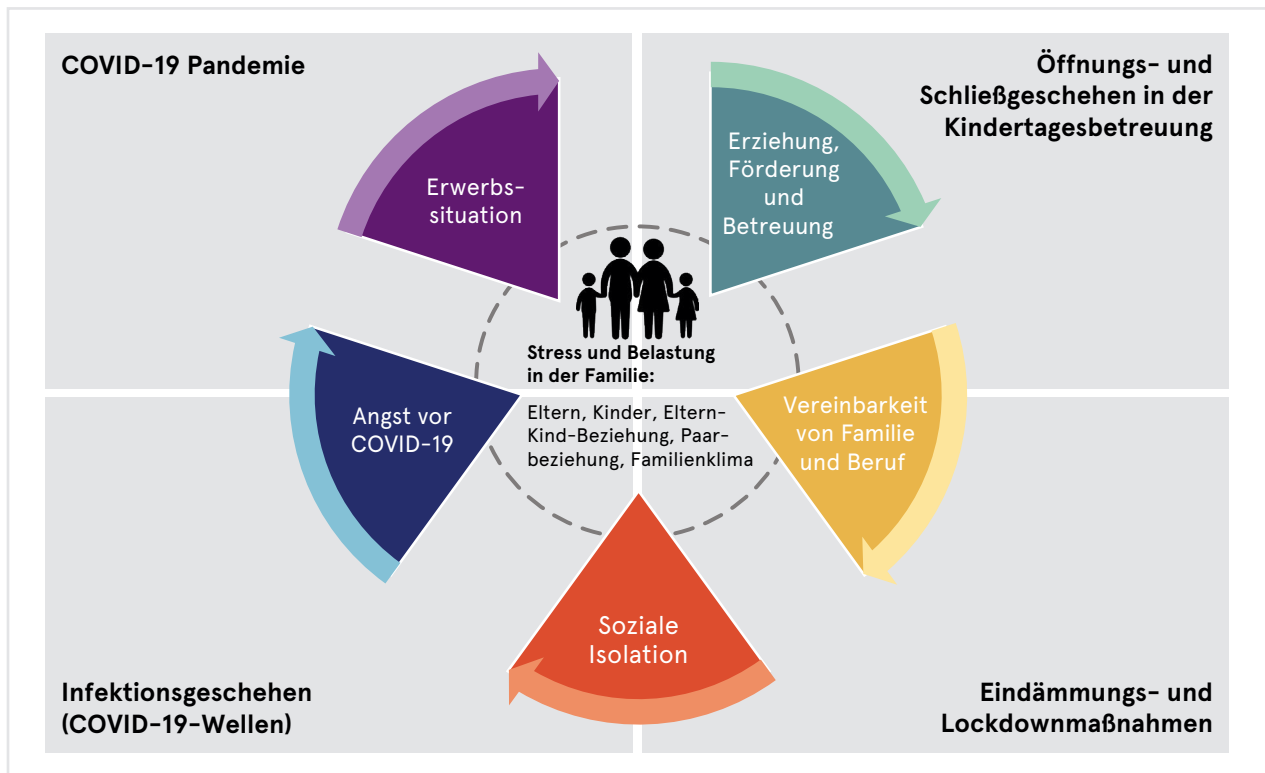 COVID-19 Pandemie
Öffnungs- und
Schließgeschehen in der
Kindertagesbetreuung
Erwerbs-
situation
Erziehung,
Förderung
und
Betreuung
Stress und Belastung
in der Familie:
Eltern, Kinder, Eltern-
Kind-Beziehung, Paar-
beziehung, Familienklima
Angst vor
COVID-19
Vereinbarkeit
von Familie
und Beruf
Soziale
Isolation
Infektionsgeschehen
(COVID-19-Wellen)
Eindämmungs- und
Lockdownmaßnahmen